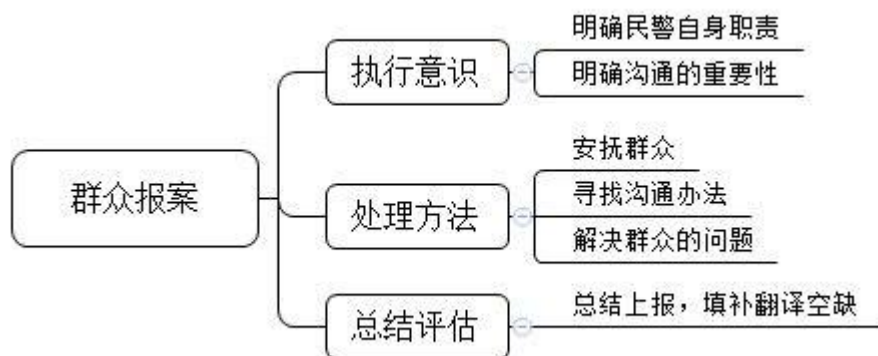 群众报案
执行意识
明确民警自身职责
明确沟通的重要性
处理方法
安抚群众
寻找沟通办法
解决群众的问题
总结评估
总结上报，填补翻译空缺